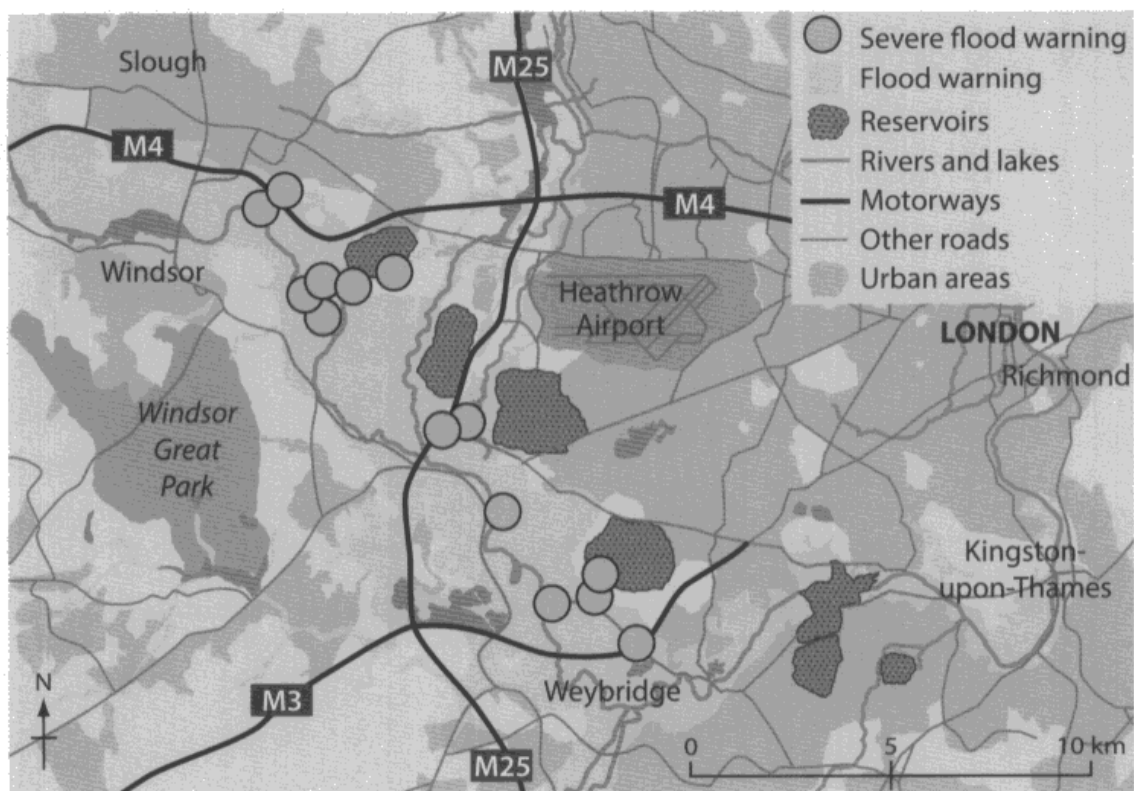 Slough
M25
Severe flood warning
Flood warning
Reservoirs
Rivers and lakes
Motorways
Other roads
Urban areas
M4
M4
Windsor
Heathrow
Airport
LONDON
Richmond
Windsor
Great
Park
Kingston-
upon-Thames
N
M3
Weybridge
M25
0
5
10 km